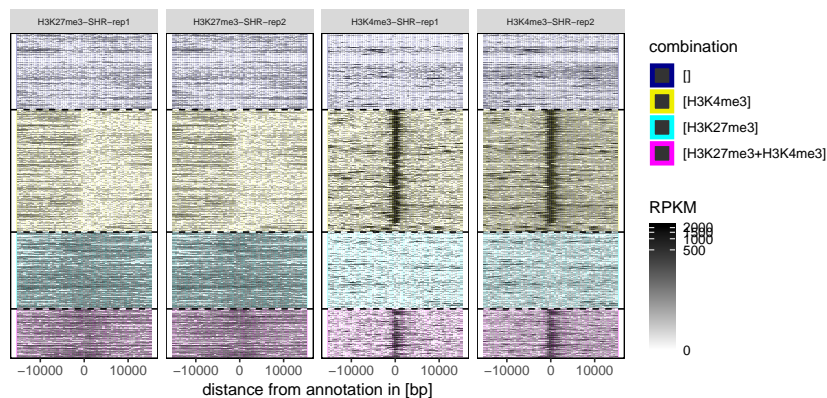 H3K27me3−SHR−rep1 H3K27me3−SHR−rep2 H3K4me3−SHR−rep1 H3K4me3−SHR−rep2
combination
[]
[H3K4me3]
[H3K27me3]
[H3K27me3+H3K4me3]
RPKM
2000
1500
1000
500
0
−10000 0 10000 −10000 0 10000 −10000 0 10000 −10000 0 10000
distance from annotation in [bp]